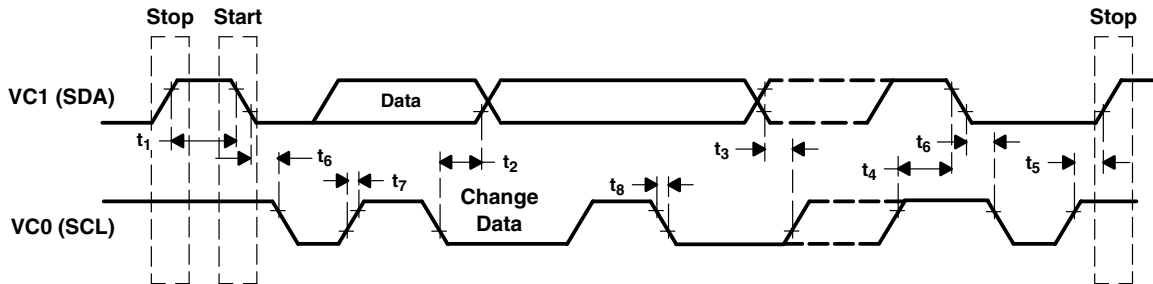 Stop Start Stop
VC1 (SDA)
Data
t1 t6 t2 t3 t6 t5
t7 t8 t4
Change
Data
VC0 (SCL)